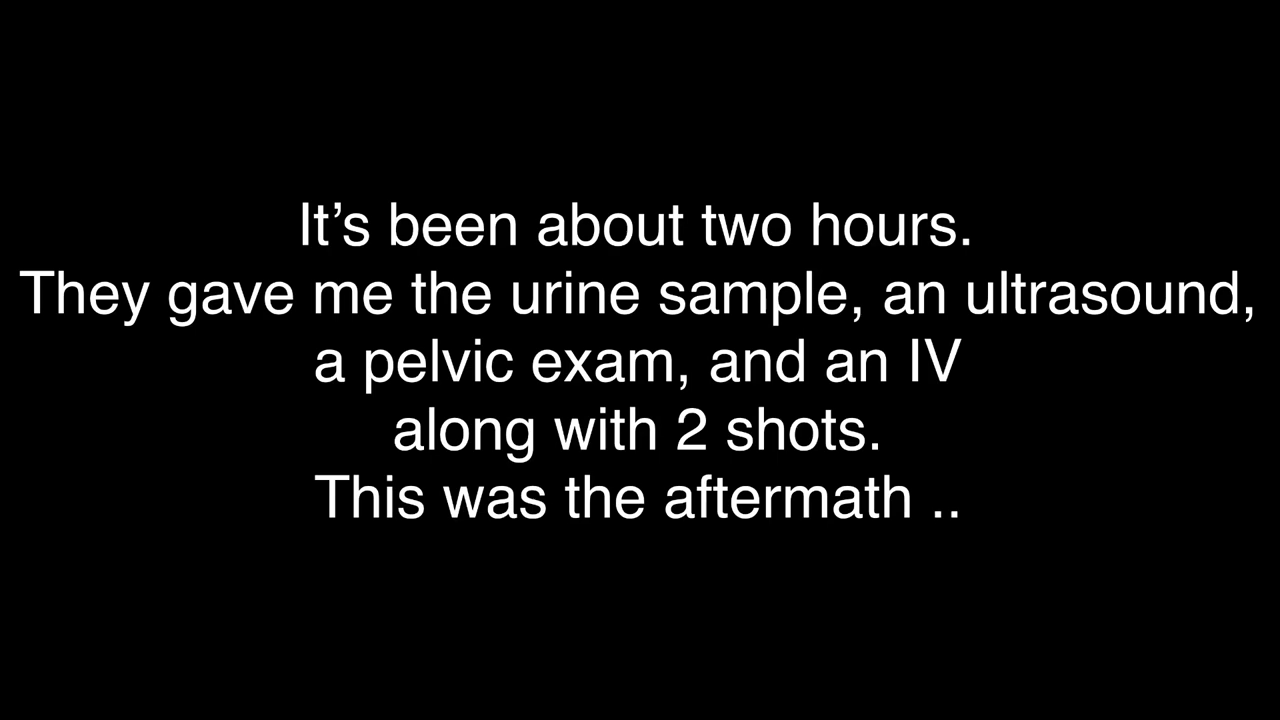 It’s been about two hours.
They gave me the urine sample, an ultrasound,
a pelvic exam, and an IV
along with 2 shots.
This was the aftermath ..